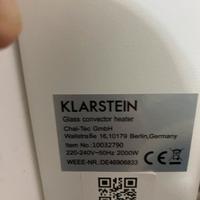 KLARSTEIN
Glass convector heater
Chal-Tec GmbH
Wallstraße 16,10179 Berlin,Germany
Item No.:10032790
220-240V~50Hz 2000W
WEEE-NR.:DE46906833
CE